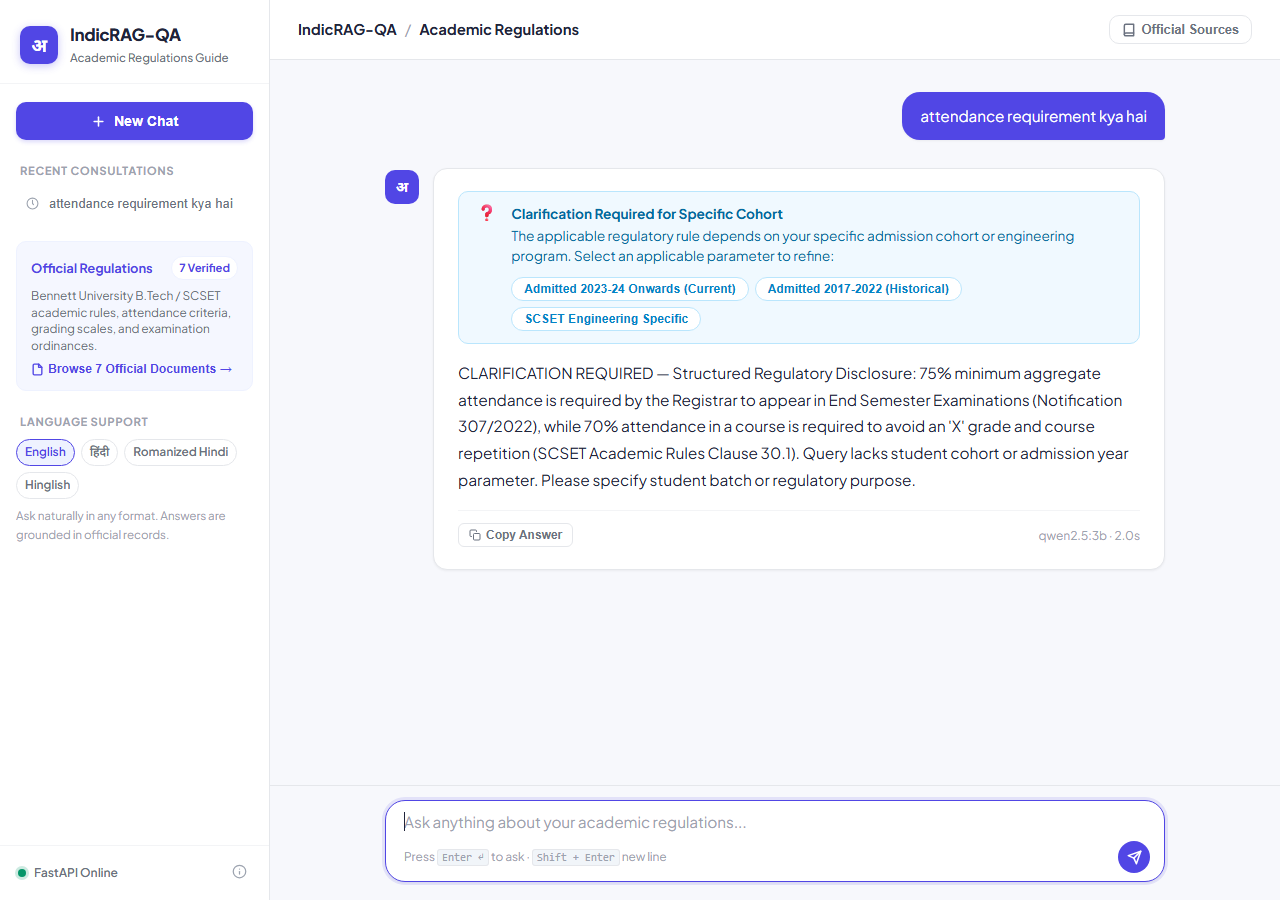 अ
IndicRAG-QA
Academic Regulations Guide
+ New Chat
RECENT CONSULTATIONS
attendance requirement kya hai
Official Regulations 7 Verified
Bennett University B.Tech / SCSET
academic rules, attendance criteria,
grading scales, and examination
ordinances.
Browse 7 Official Documents →
LANGUAGE SUPPORT
English हिंदी Romanized Hindi
Hinglish
Ask naturally in any format. Answers are
grounded in official records.
FastAPI Online
IndicRAG-QA / Academic Regulations
Official Sources
attendance requirement kya hai
अ
❓ Clarification Required for Specific Cohort
The applicable regulatory rule depends on your specific admission cohort or engineering
program. Select an applicable parameter to refine:
Admitted 2023-24 Onwards (Current) Admitted 2017-2022 (Historical)
SCSET Engineering Specific
CLARIFICATION REQUIRED — Structured Regulatory Disclosure: 75% minimum aggregate
attendance is required by the Registrar to appear in End Semester Examinations (Notification
307/2022), while 70% attendance in a course is required to avoid an 'X' grade and course
repetition (SCSET Academic Rules Clause 30.1). Query lacks student cohort or admission year
parameter. Please specify student batch or regulatory purpose.
Copy Answer
qwen2.5:3b · 2.0s
Ask anything about your academic regulations...
Press Enter ↵ to ask · Shift + Enter new line